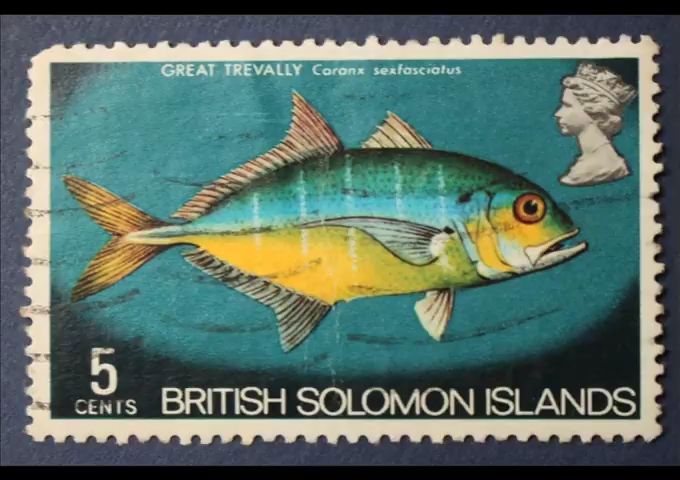 GREAT TREVALLY Caranx sexfasciatus
5
CENTS
BRITISH SOLOMON ISLANDS